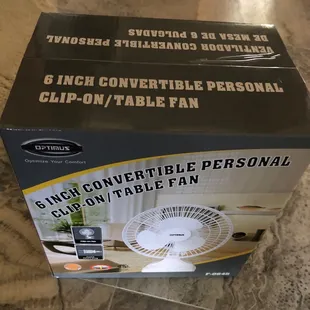 VENTILADOR CONVERTIBLE PERSONAL
DE MESA DE 6 PULGADAS
6 INCH CONVERTIBLE PERSONAL
CLIP-ON/TABLE FAN
OPTIMUS
Optimize Your Comfort
6 INCH CONVERTIBLE PERSONAL
CLIP-ON/TABLE FAN